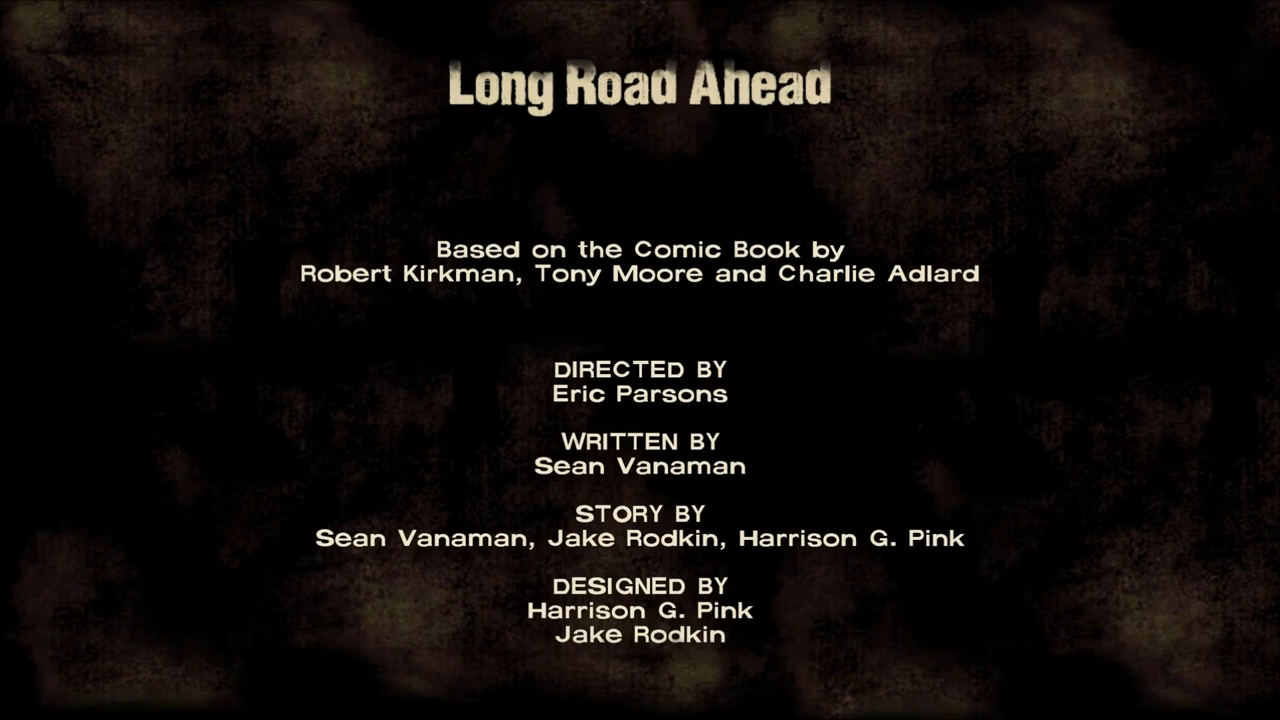 Long Road Ahead
Based on the Comic Book by
Robert Kirkman, Tony Moore and Charlie Adlard
DIRECTED BY
Eric Parsons
WRITTEN BY
Sean Vanaman
STORY BY
Sean Vanaman, Jake Rodkin, Harrison G. Pink
DESIGNED BY
Harrison G. Pink
Jake Rodkin